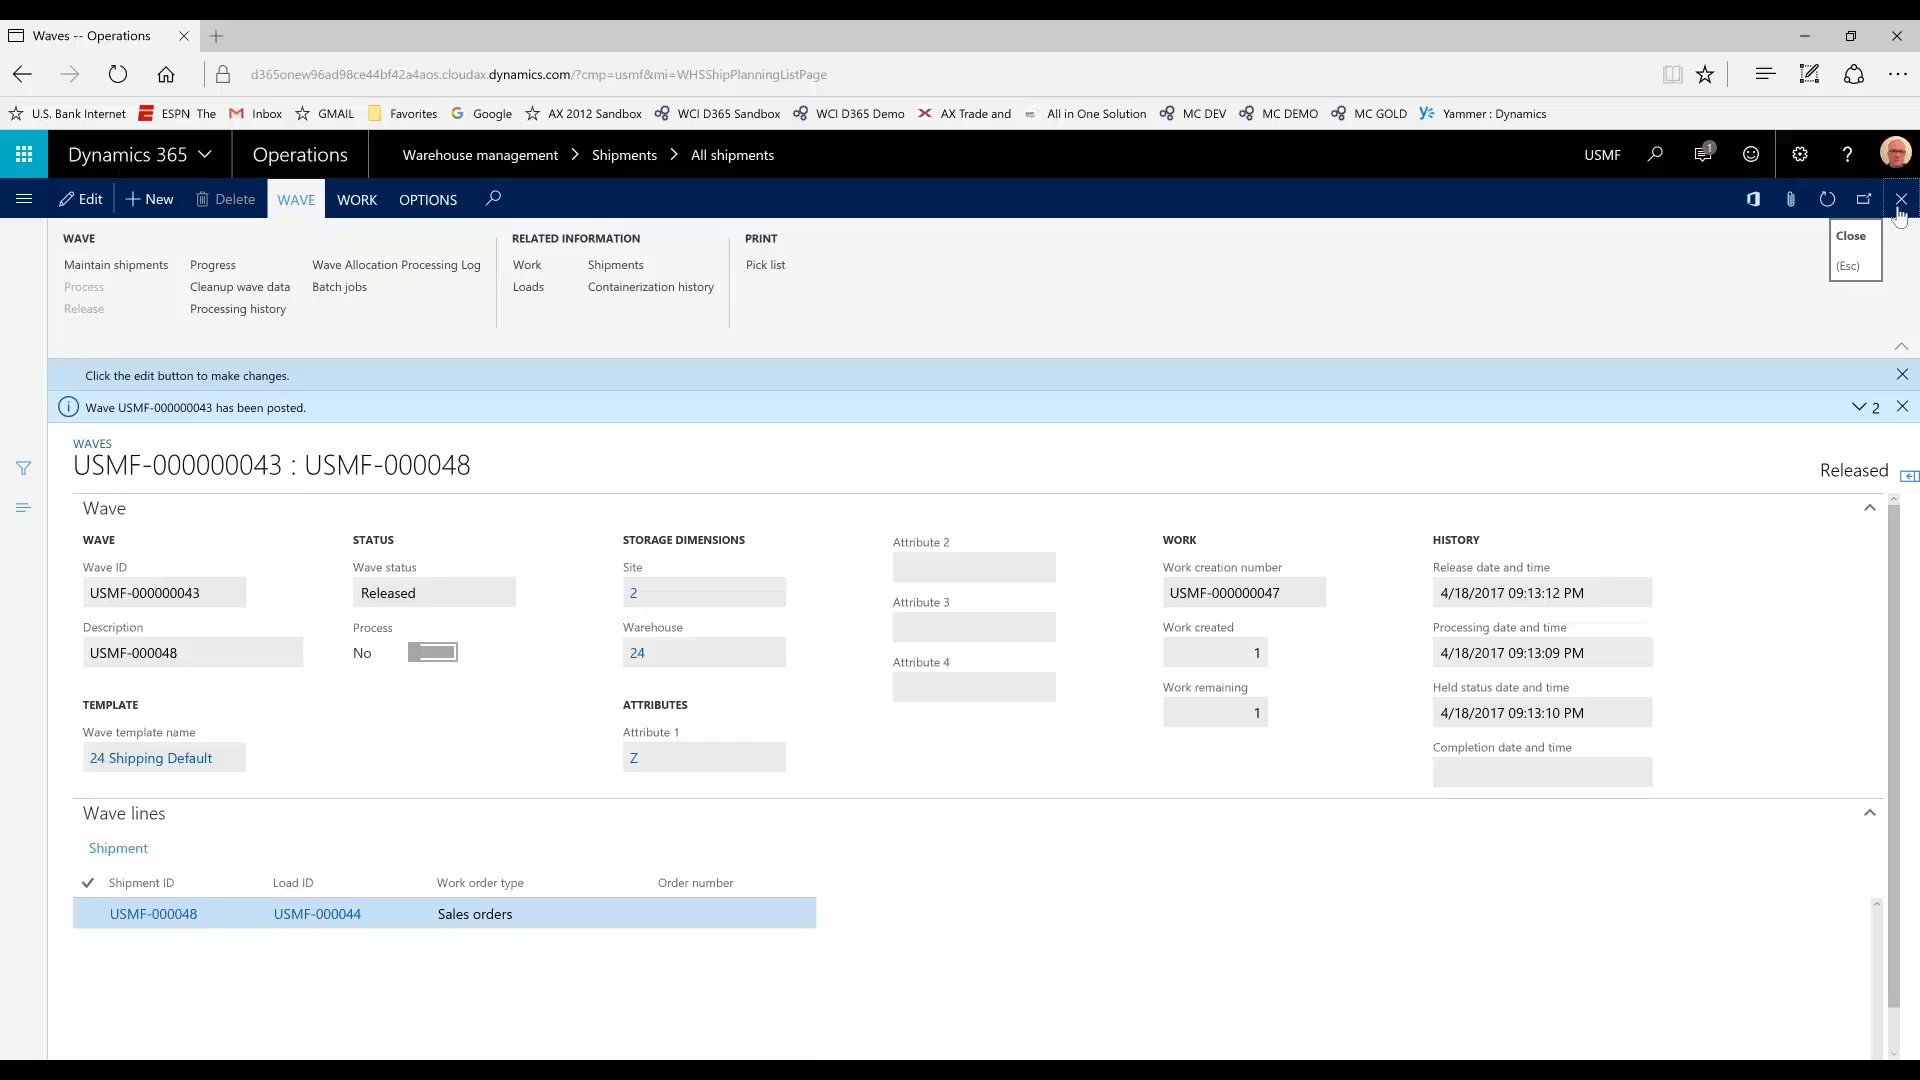 Waves -- Operations
d365onew96ad98ce44bf42a4aos.cloudax.dynamics.com/?cmp=usmf&mi=WHSShipPlanningListPage
U.S. Bank Internet ESPN The Inbox GMAIL Favorites Google AX 2012 Sandbox WCI D365 Sandbox WCI D365 Demo AX Trade and All in One Solution MC DEV MC DEMO MC GOLD Yammer : Dynamics
Dynamics 365 Operations Warehouse management > Shipments > All shipments USMF 1 ?
Edit + New Delete WAVE WORK OPTIONS
WAVE RELATED INFORMATION PRINT
Close
(Esc)
Maintain shipments Progress Wave Allocation Processing Log Work Shipments Pick list
Process Cleanup wave data Batch jobs Loads Containerization history
Release Processing history
Click the edit button to make changes.
Wave USMF-000000043 has been posted. 2
WAVES
USMF-000000043 : USMF-000048 Released
Wave
WAVE STATUS STORAGE DIMENSIONS Attribute 2 WORK HISTORY
Wave ID Wave status Site Work creation number Release date and time
USMF-000000043 Released 2 USMF-000000047 4/18/2017 09:13:12 PM
Attribute 3
Description Process Warehouse Work created Processing date and time
USMF-000048 No 24 1 4/18/2017 09:13:09 PM
Attribute 4
Work remaining Held status date and time
TEMPLATE ATTRIBUTES 1 4/18/2017 09:13:10 PM
Wave template name Attribute 1 Completion date and time
24 Shipping Default Z
Wave lines
Shipment
Shipment ID Load ID Work order type Order number
USMF-000048 USMF-000044 Sales orders